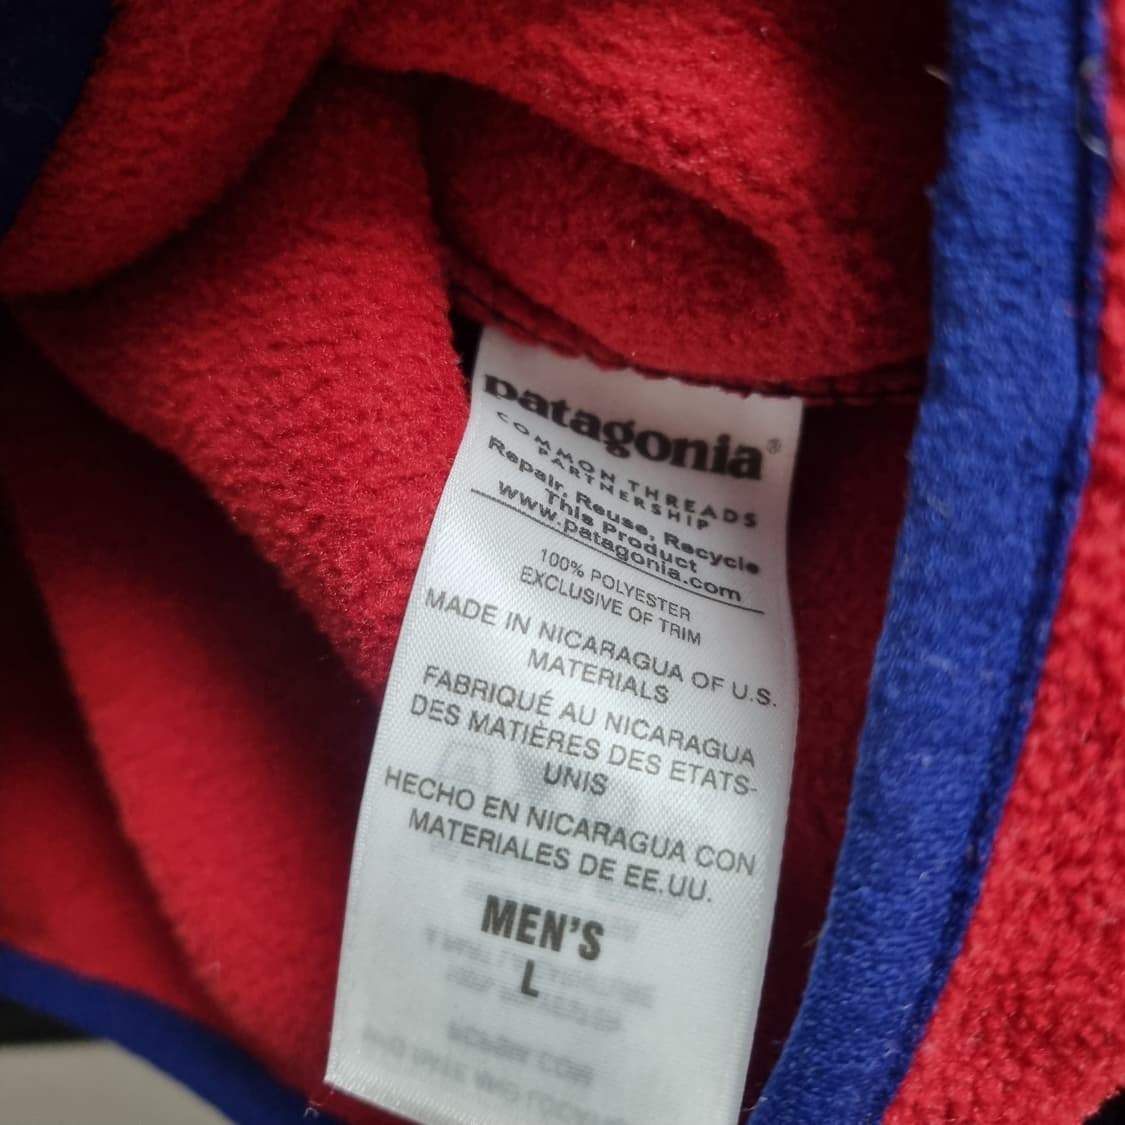 patagonia®
COMMON THREADS
PARTNERSHIP
Repair, Reuse, Recycle
This Product
www.patagonia.com
100% POLYESTER
EXCLUSIVE OF TRIM
MADE IN NICARAGUA OF U.S.
MATERIALS
FABRIQUÉ AU NICARAGUA
DES MATIÈRES DES ETATS-
UNIS
HECHO EN NICARAGUA CON
MATERIALES DE EE.UU.
MEN'S
L